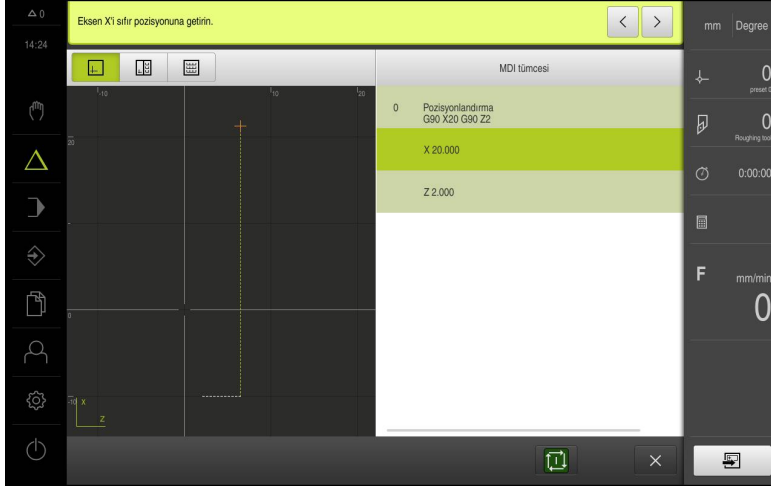 0
14:24
Eksen X'i sıfır pozisyonuna getirin.
mm
Degree
MDI tümcesi
-10
10
20
20
0
-10
X
Z
0
Pozisyonlandırma
G90 X20 G90 Z2
X 20.000
Z 2.000
0
preset 0
0
Roughing tool
0:00:00
F
mm/min
0
1